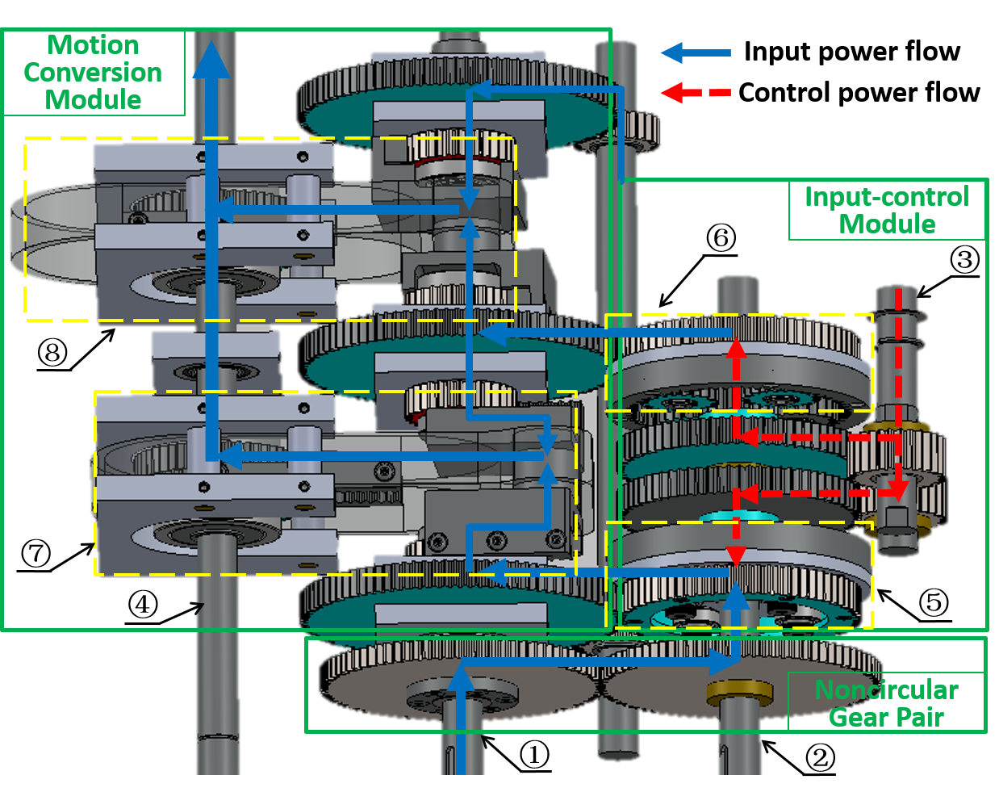 Motion
Conversion
Module
Input power flow
Control power flow
Input-control
Module
⑥
③
⑧
⑦
④
⑤
Noncircular
Gear Pair
①
②